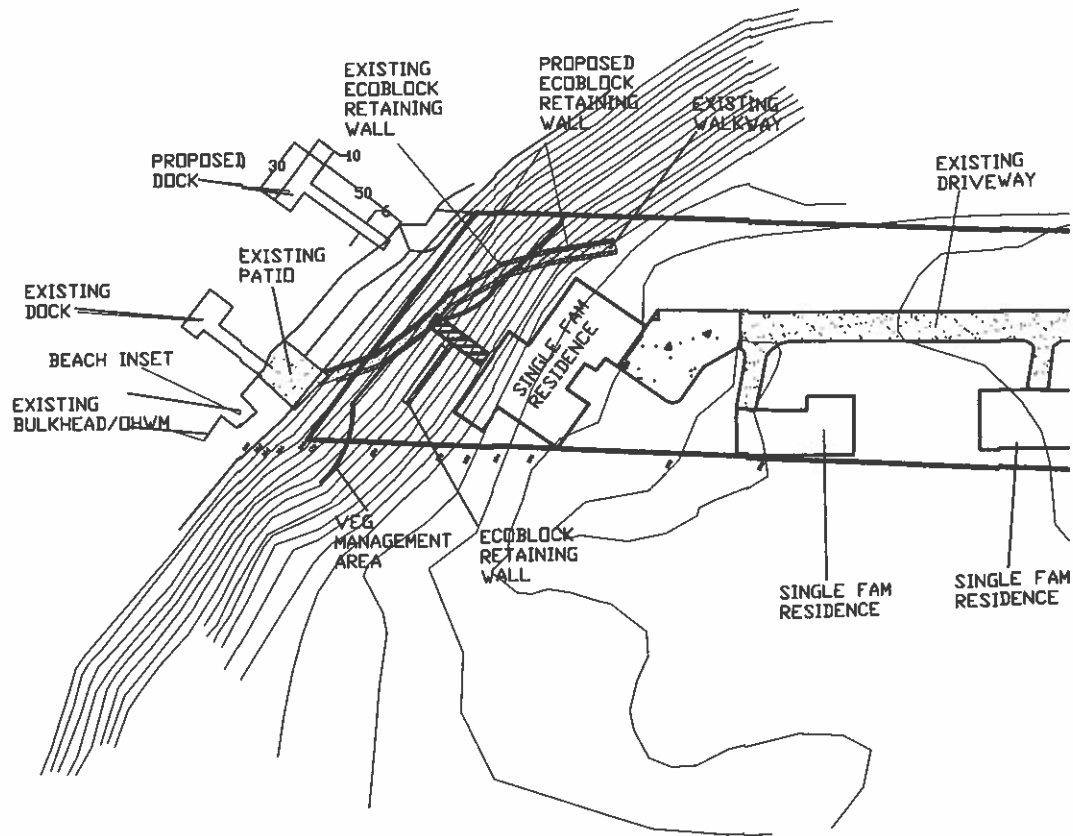 EXISTING
ECOBLOCK
RETAINING
WALL
PROPOSED
ECOBLOCK
RETAINING
WALL
EXISTING
WALKWAY
PROPOSED
DOCK
30
10
50
6
EXISTING
DRIVEWAY
EXISTING
PATIO
EXISTING
DOCK
BEACH INSET
EXISTING
BULKHEAD/OHWM
SINGLE-FAM
RESIDENCE
VEG
MANAGEMENT
AREA
ECOBLOCK
RETAINING
WALL
SINGLE FAM
RESIDENCE
SINGLE FAM
RESIDENCE